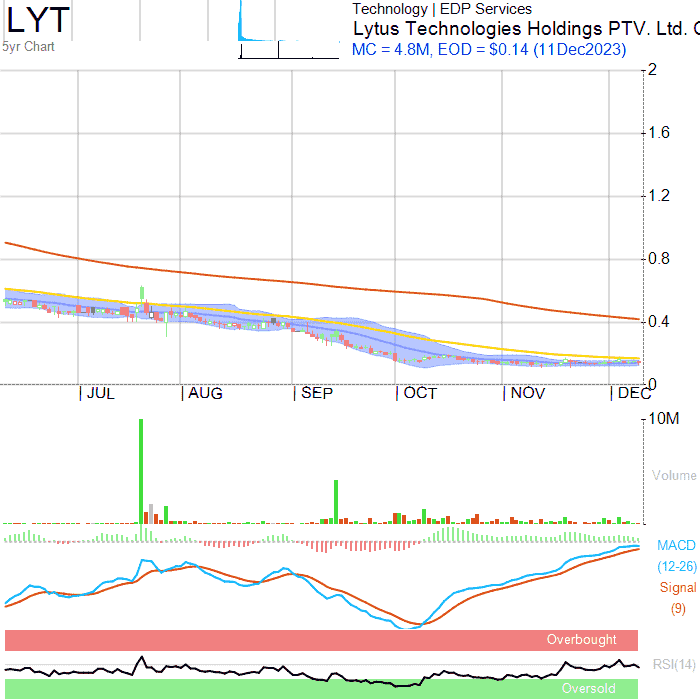 LYT
5yr Chart
Technology | EDP Services
Lytus Technologies Holdings PTV. Ltd.
MC = 4.8M, EOD = $0.14 (11Dec2023)
2
1.6
1.2
0.8
0.4
0
JUL AUG SEP OCT NOV DEC
10M
Volume
MACD
(12-26)
Signal
(9)
Overbought
RSI(14)
Oversold